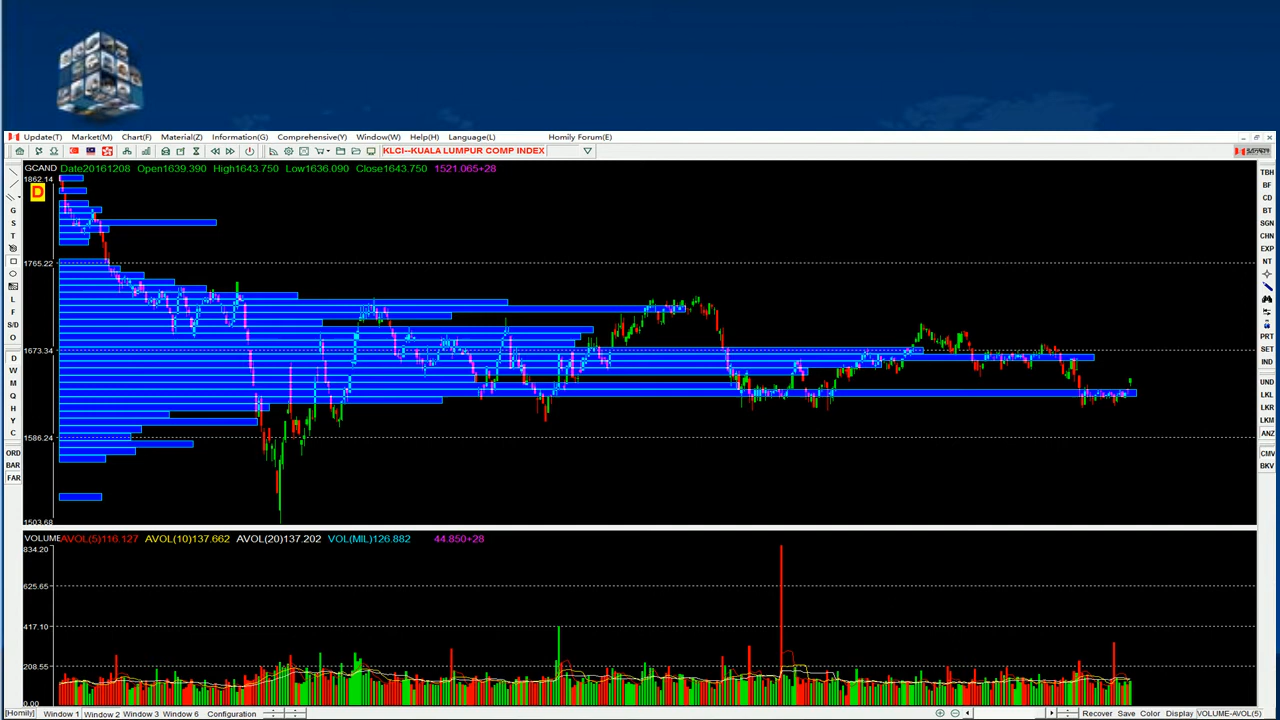 Update(T) Market(M) Chart(F) Material(Z) Information(G) Comprehensive(Y) Window(W) Help(H) Language(L) Homily Forum(E)
KLCI--KUALA LUMPUR COMP INDEX
GCAND Date20161208 Open1639.390 High1643.750 Low1636.090 Close1643.750 1521.065+28
1862.14
D
1765.22
1673.34
1586.24
1503.68
G
S
T
L
F
S/D
O
D
W
M
Q
H
Y
C
ORD
BAR
FAR
TBH
BF
CD
BT
SGN
CHN
EXP
NT
PRT
SET
IND
UND
LKL
LKR
LKM
ANZ
CMV
BKV
VOLUME AVOL(5)116.127 AVOL(10)137.662 AVOL(20)137.202 VOL(MIL)126.882 44.850+28
834.20
625.65
417.10
208.55
0.00
[Homily] Window 1 Window 2 Window 3 Window 6 Configuration Recover Save Color Display VOLUME-AVOL(5)